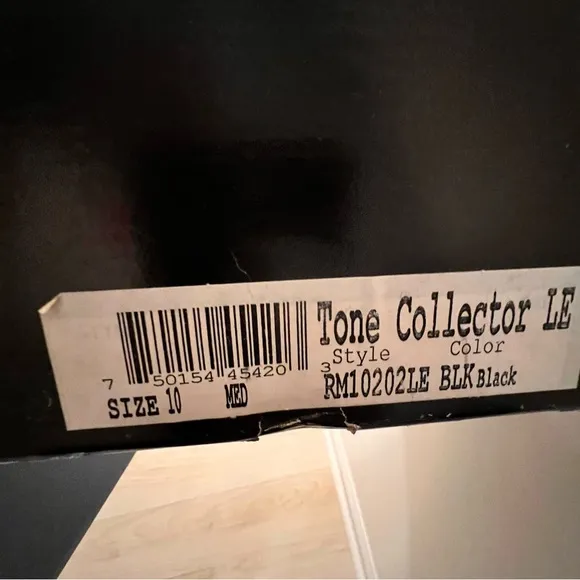 Tone Collector LE
Style Color
RM10202LE BLK Black
7 50154 45420 3
SIZE 10 MED